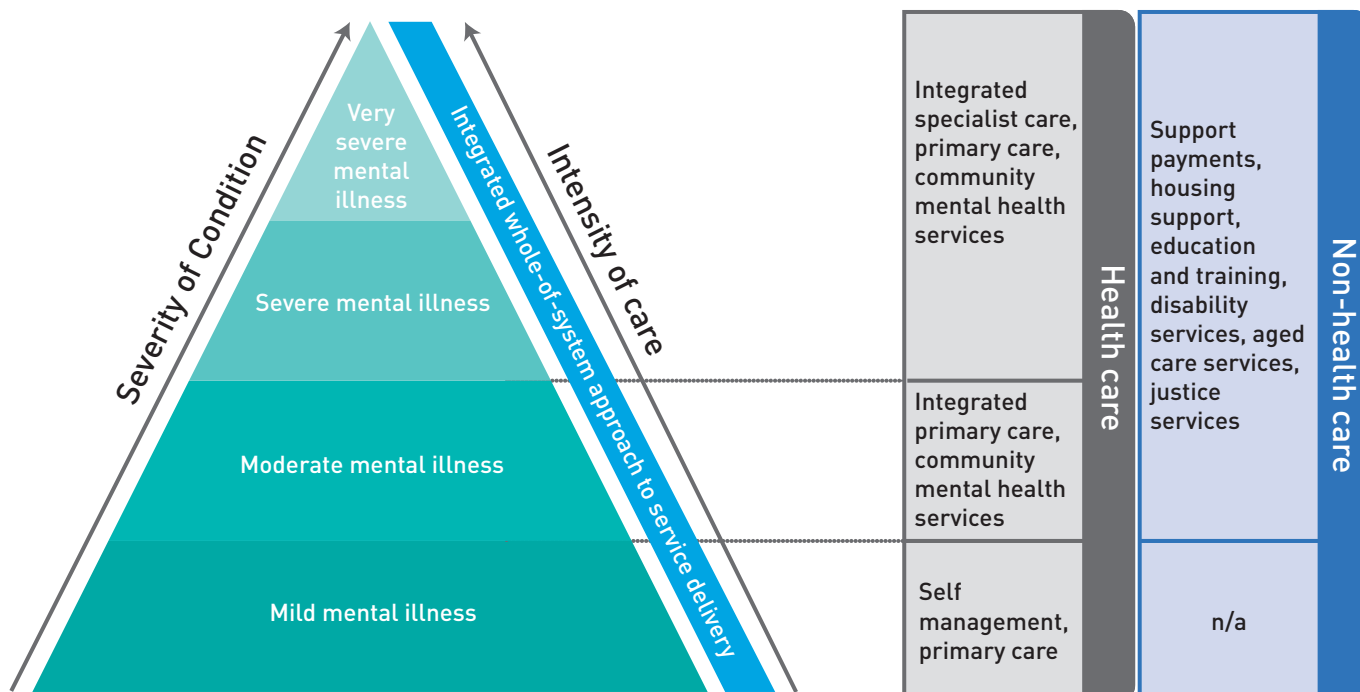 Severity of Condition
Very
severe
mental
illness
Severe mental illness
Moderate mental illness
Mild mental illness
Integrated whole-of-system approach to service delivery
Intensity of care
Integrated
specialist care,
primary care,
community
mental health
services
Integrated
primary care,
community
mental health
services
Self
management,
primary care
Health care
Support
payments,
housing
support,
education
and training,
disability
services, aged
care services,
justice
services
n/a
Non-health care